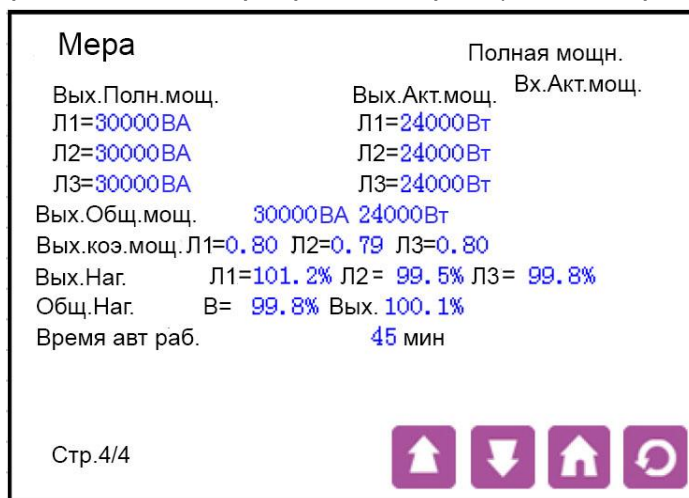 Мера
Полная мощн.
Вх.Акт.мощ.
Вых.Полн.мощ. Вых.Акт.мощ.
Л1=30000ВА Л1=24000Вт
Л2=30000ВА Л2=24000Вт
Л3=30000ВА Л3=24000Вт
Вых.Общ.мощ. 30000ВА 24000Вт
Вых.коэ.мощ. Л1=0.80 Л2=0.79 Л3=0.80
Вых.Наг. Л1=101.2% Л2= 99.5% Л3= 99.8%
Общ.Наг. В= 99.8% Вых. 100.1%
Время авт раб. 45 мин
Стр.4/4